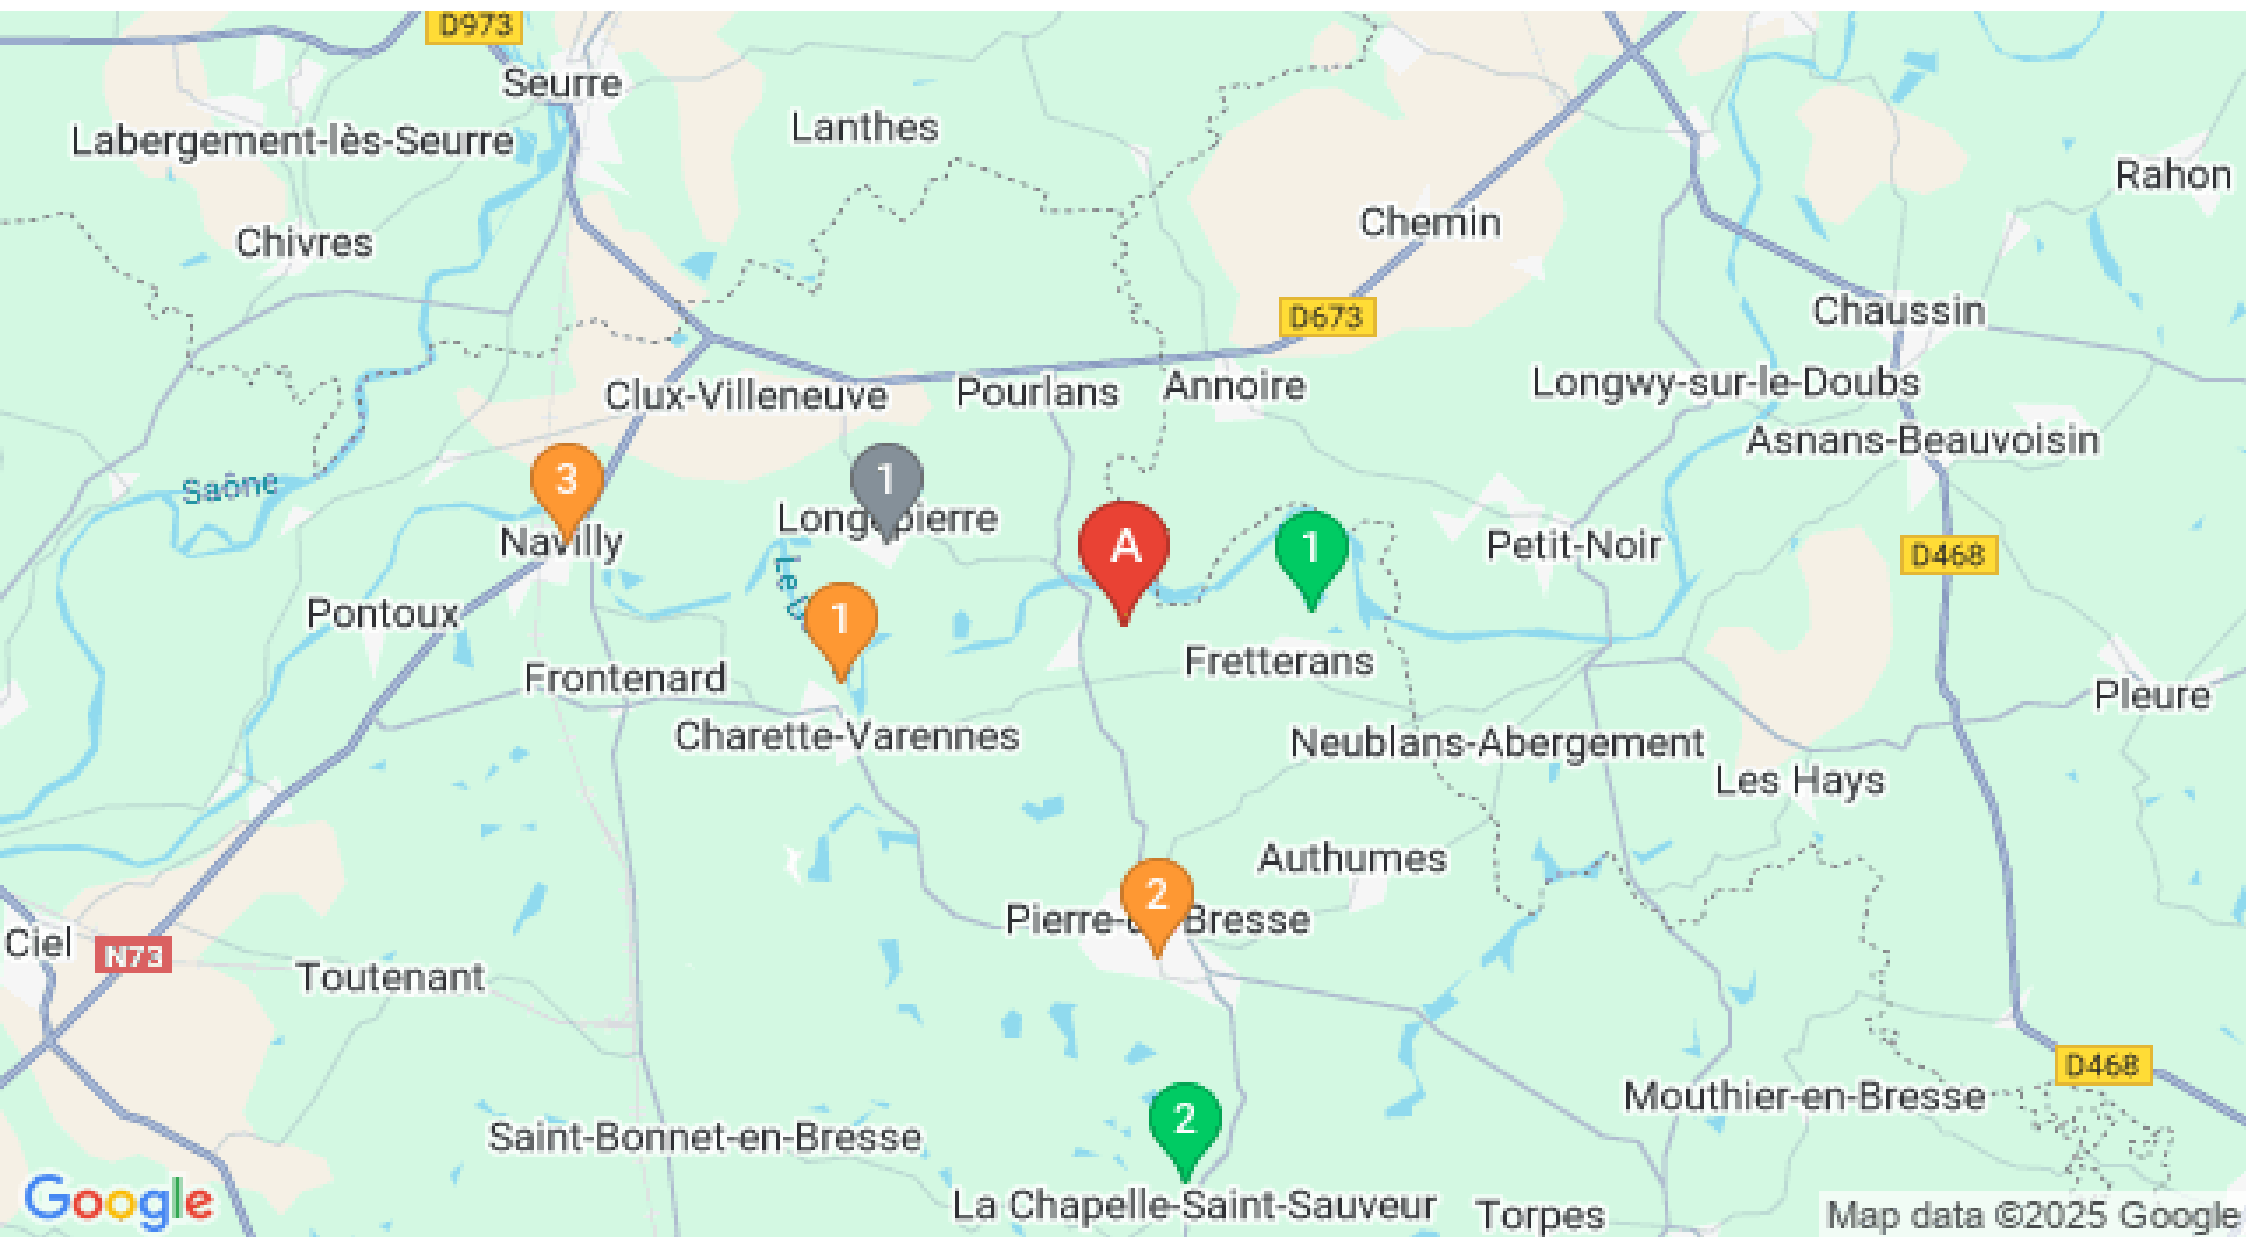 D973
Seurre
Lanthes
Labergement-lès-Seurre
Rahon
Chemin
Chivres
D673
Chaussin
Clux-Villeneuve
Pourlans
Annoire
Longwy-sur-le-Doubs
Asnans-Beauvoisin
Saône
3
1
Navilly
A
1
Petit-Noir
D468
1
Pontoux
Fretterans
Frontenard
Pleure
Charette-Varennes
Neublans-Abergement
Les Hays
Authumes
2
Bresse
Ciel
N73
Toutenant
D468
Mouthier-en-Bresse
2
Saint-Bonnet-en-Bresse
Google
La Chapelle-Saint-Sauveur
Torpes
Map data ©2025 Google